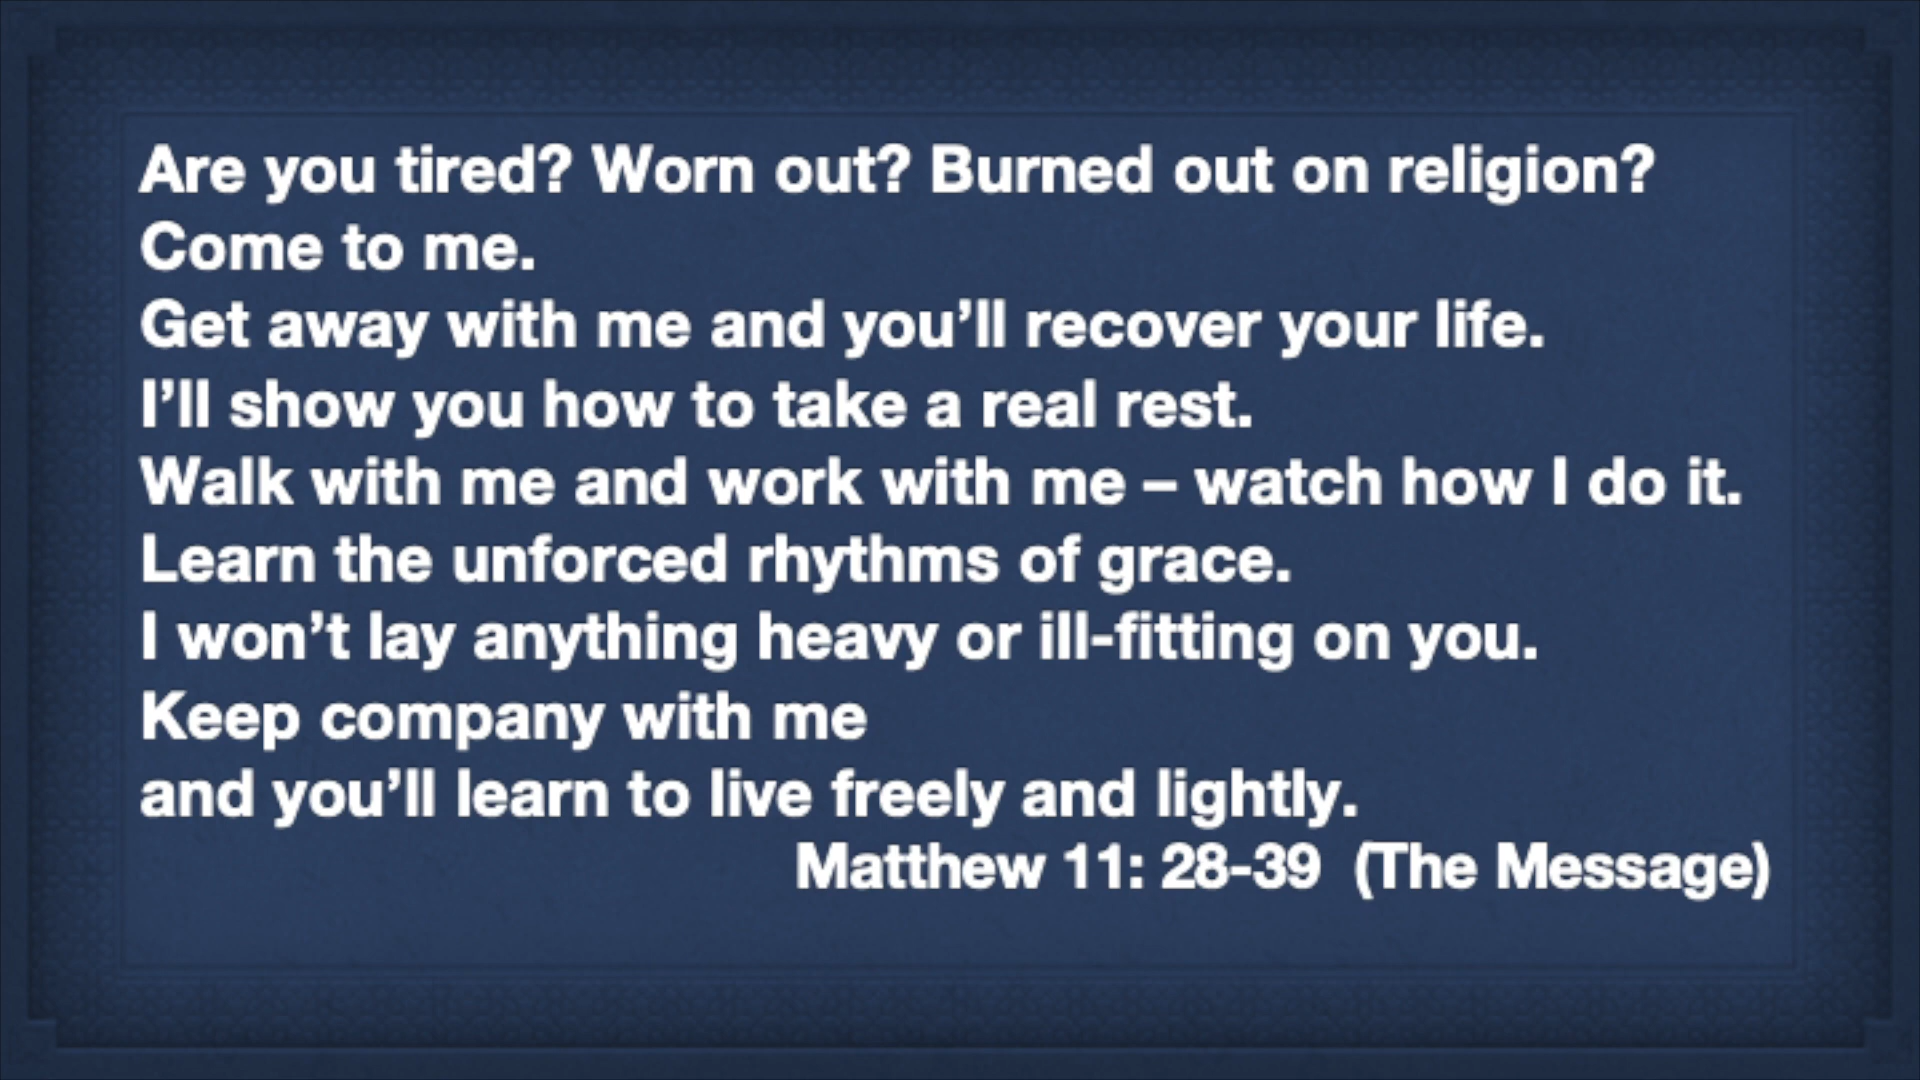 Are you tired? Worn out? Burned out on religion?
Come to me.
Get away with me and you’ll recover your life.
I’ll show you how to take a real rest.
Walk with me and work with me – watch how I do it.
Learn the unforced rhythms of grace.
I won’t lay anything heavy or ill-fitting on you.
Keep company with me
and you’ll learn to live freely and lightly.
Matthew 11: 28-39  (The Message)